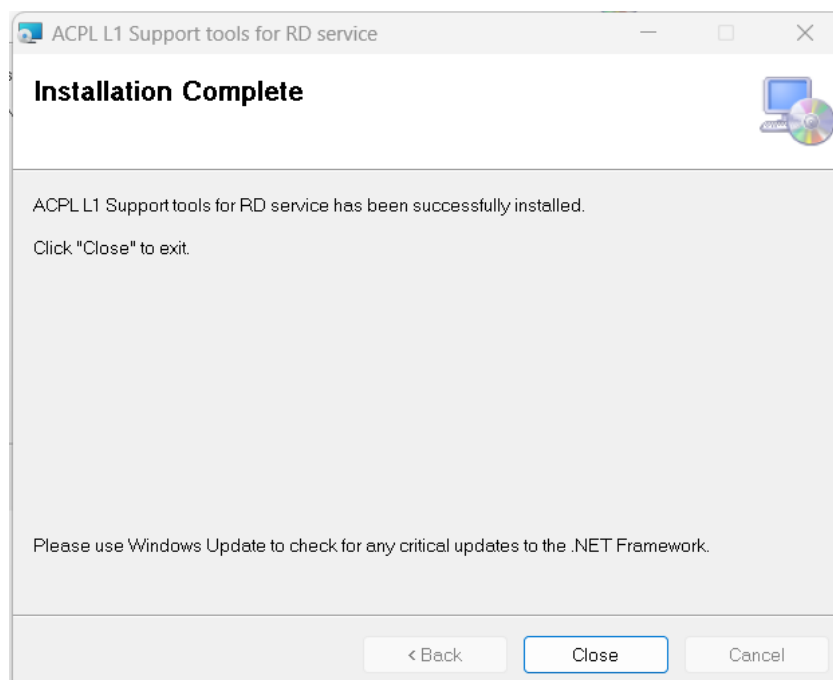 ACPL L1 Support tools for RD service
Installation Complete
ACPL L1 Support tools for RD service has been successfully installed.
Click "Close" to exit.
Please use Windows Update to check for any critical updates to the .NET Framework.
< Back
Close
Cancel